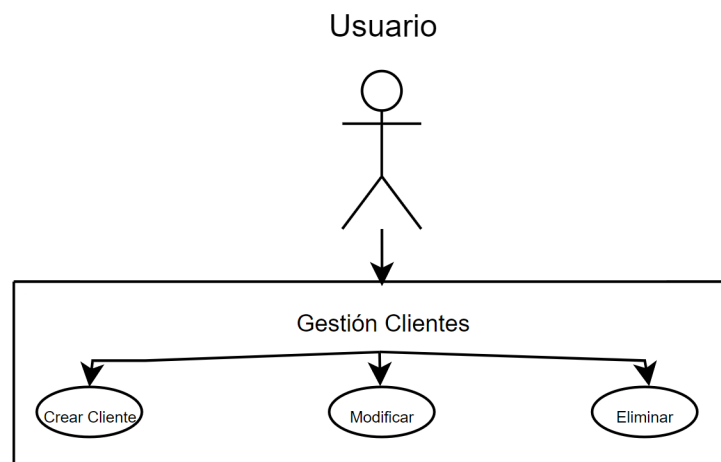 Usuario
Gestión Clientes
Crear Cliente
Modificar
Eliminar